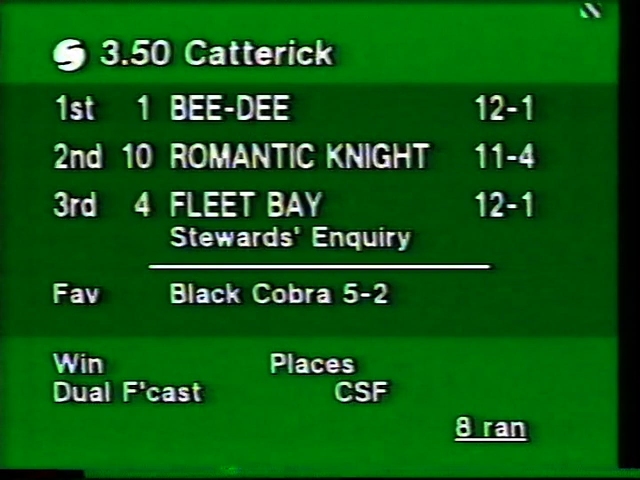 3.50 Catterick
1st 1 BEE-DEE 12-1
2nd 10 ROMANTIC KNIGHT 11-4
3rd 4 FLEET BAY 12-1
Stewards' Enquiry
Fav Black Cobra 5-2
Win Places
Dual F'cast CSF
8 ran